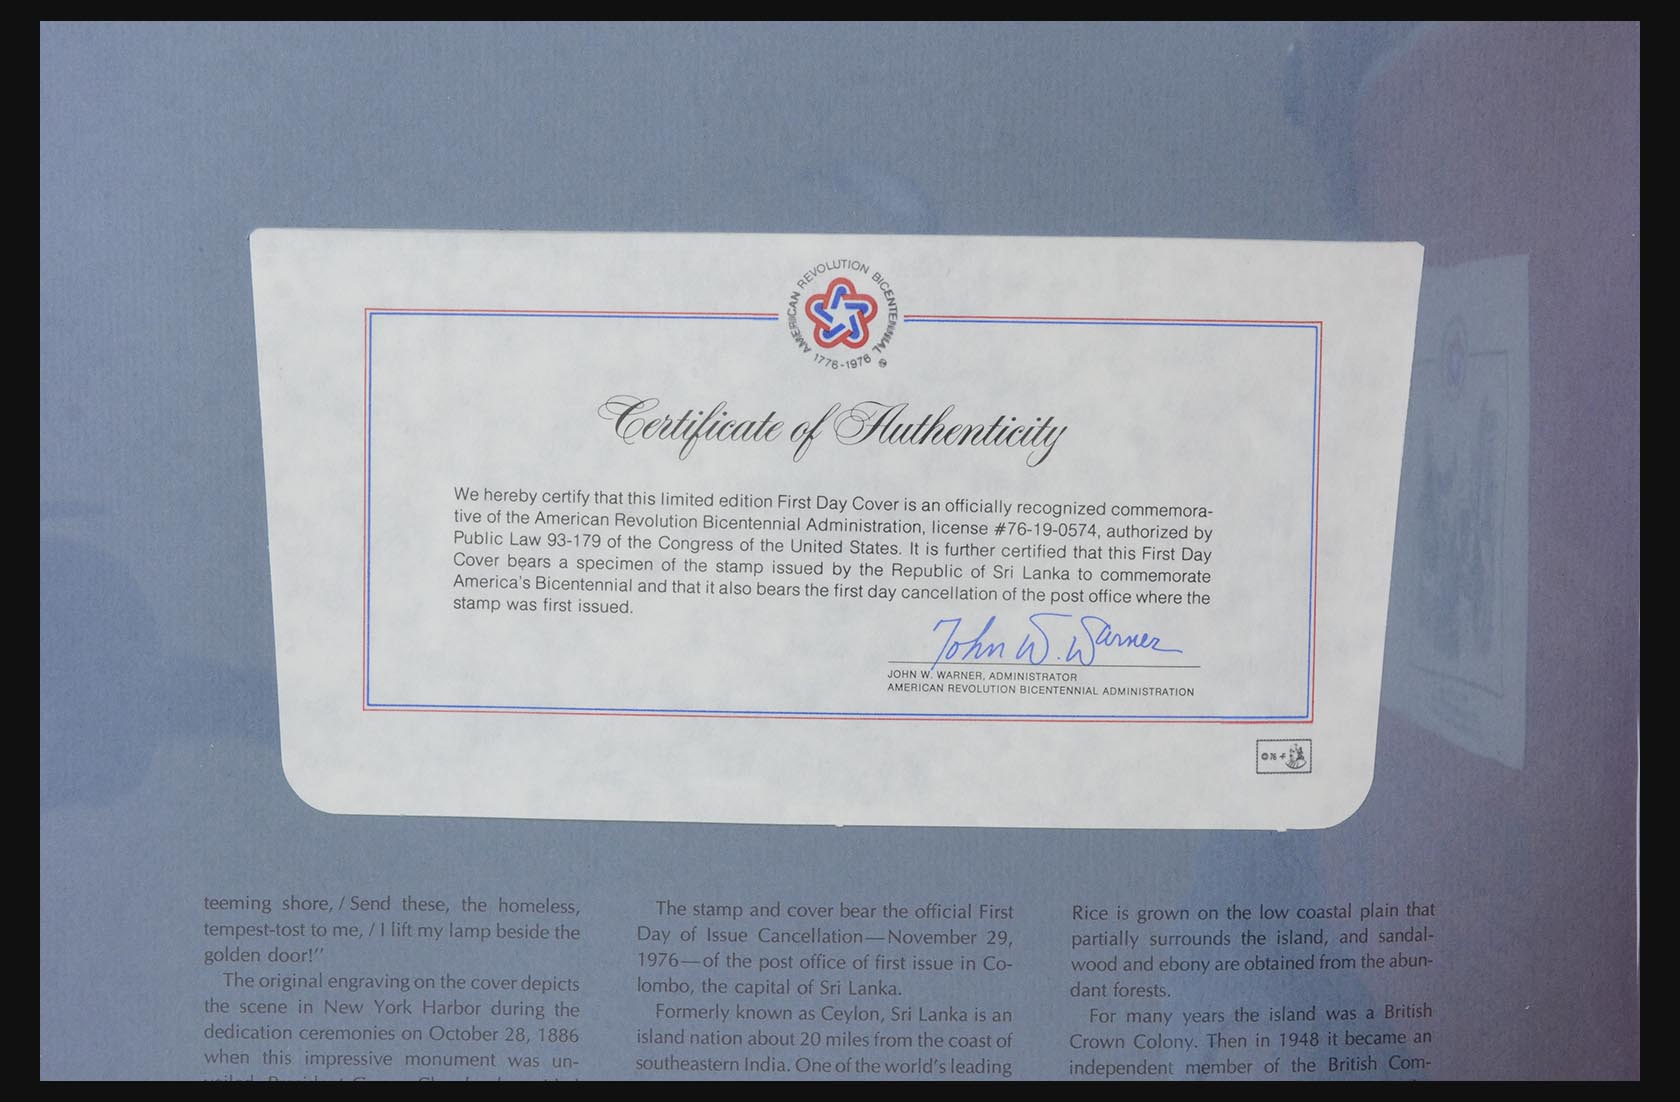 AMERICAN REVOLUTION BICENTENNIAL
1776-1976
Certificate of Authenticity
We hereby certify that this limited edition First Day Cover is an officially recognized commemora-
tive of the American Revolution Bicentennial Administration, license #76-19-0574, authorized by
Public Law 93-179 of the Congress of the United States. It is further certified that this First Day
Cover bears a specimen of the stamp issued by the Republic of Sri Lanka to commemorate
America's Bicentennial and that it also bears the first day cancellation of the post office where the
stamp was first issued.
John W. Warner
JOHN W. WARNER, ADMINISTRATOR
AMERICAN REVOLUTION BICENTENNIAL ADMINISTRATION
teeming shore, / Send these, the homeless,
tempest-tost to me, / I lift my lamp beside the
golden door!”
The original engraving on the cover depicts
the scene in New York Harbor during the
dedication ceremonies on October 28, 1886
when this impressive monument was un-
The stamp and cover bear the official First
Day of Issue Cancellation—November 29,
1976—of the post office of first issue in Co-
lombo, the capital of Sri Lanka.
Formerly known as Ceylon, Sri Lanka is an
island nation about 20 miles from the coast of
southeastern India. One of the world's leading
Rice is grown on the low coastal plain that
partially surrounds the island, and sandal-
wood and ebony are obtained from the abun-
dant forests.
For many years the island was a British
Crown Colony. Then in 1948 it became an
independent member of the British Com-